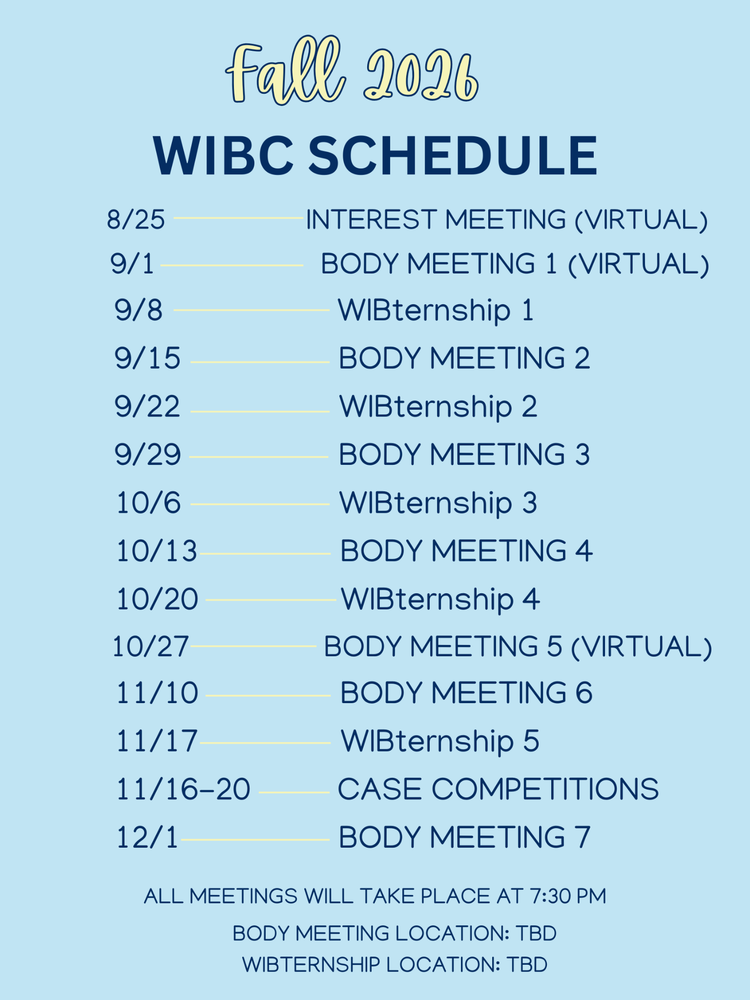 Fall 2026
WIBC SCHEDULE
8/25 INTEREST MEETING (VIRTUAL)
9/1 BODY MEETING 1 (VIRTUAL)
9/8 WIBternship 1
9/15 BODY MEETING 2
9/22 WIBternship 2
9/29 BODY MEETING 3
10/6 WIBternship 3
10/13 BODY MEETING 4
10/20 WIBternship 4
10/27 BODY MEETING 5 (VIRTUAL)
11/10 BODY MEETING 6
11/17 WIBternship 5
11/16-20 CASE COMPETITIONS
12/1 BODY MEETING 7
ALL MEETINGS WILL TAKE PLACE AT 7:30 PM
BODY MEETING LOCATION: TBD
WIBTERNSHIP LOCATION: TBD